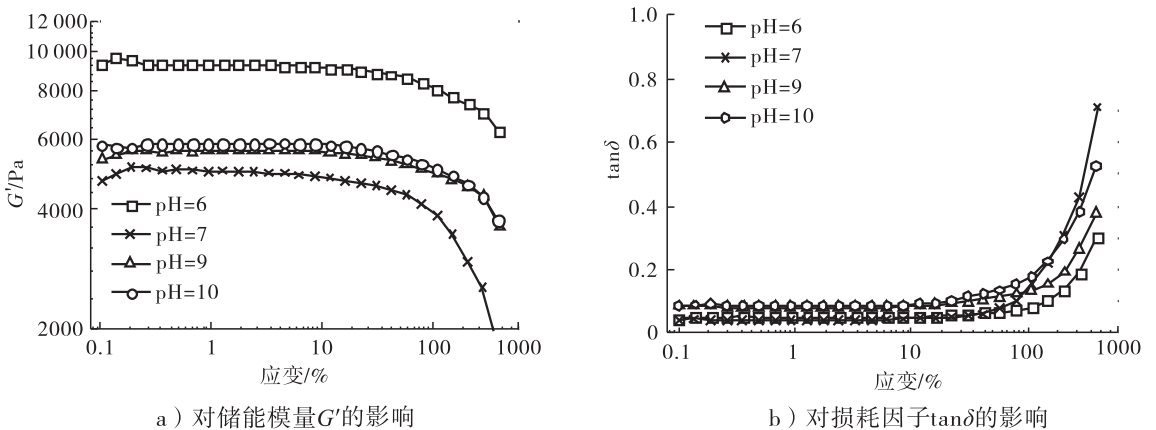 12 000
10 000
8000
6000
4000
2000
G′/Pa
pH=6
pH=7
pH=9
pH=10
0.1 1 10 100 1000
应变/%
a）对储能模量G′的影响
1.0
0.8
0.6
0.4
0.2
0
tanδ
pH=6
pH=7
pH=9
pH=10
0.1 1 10 100 1000
应变/%
b）对损耗因子tanδ的影响